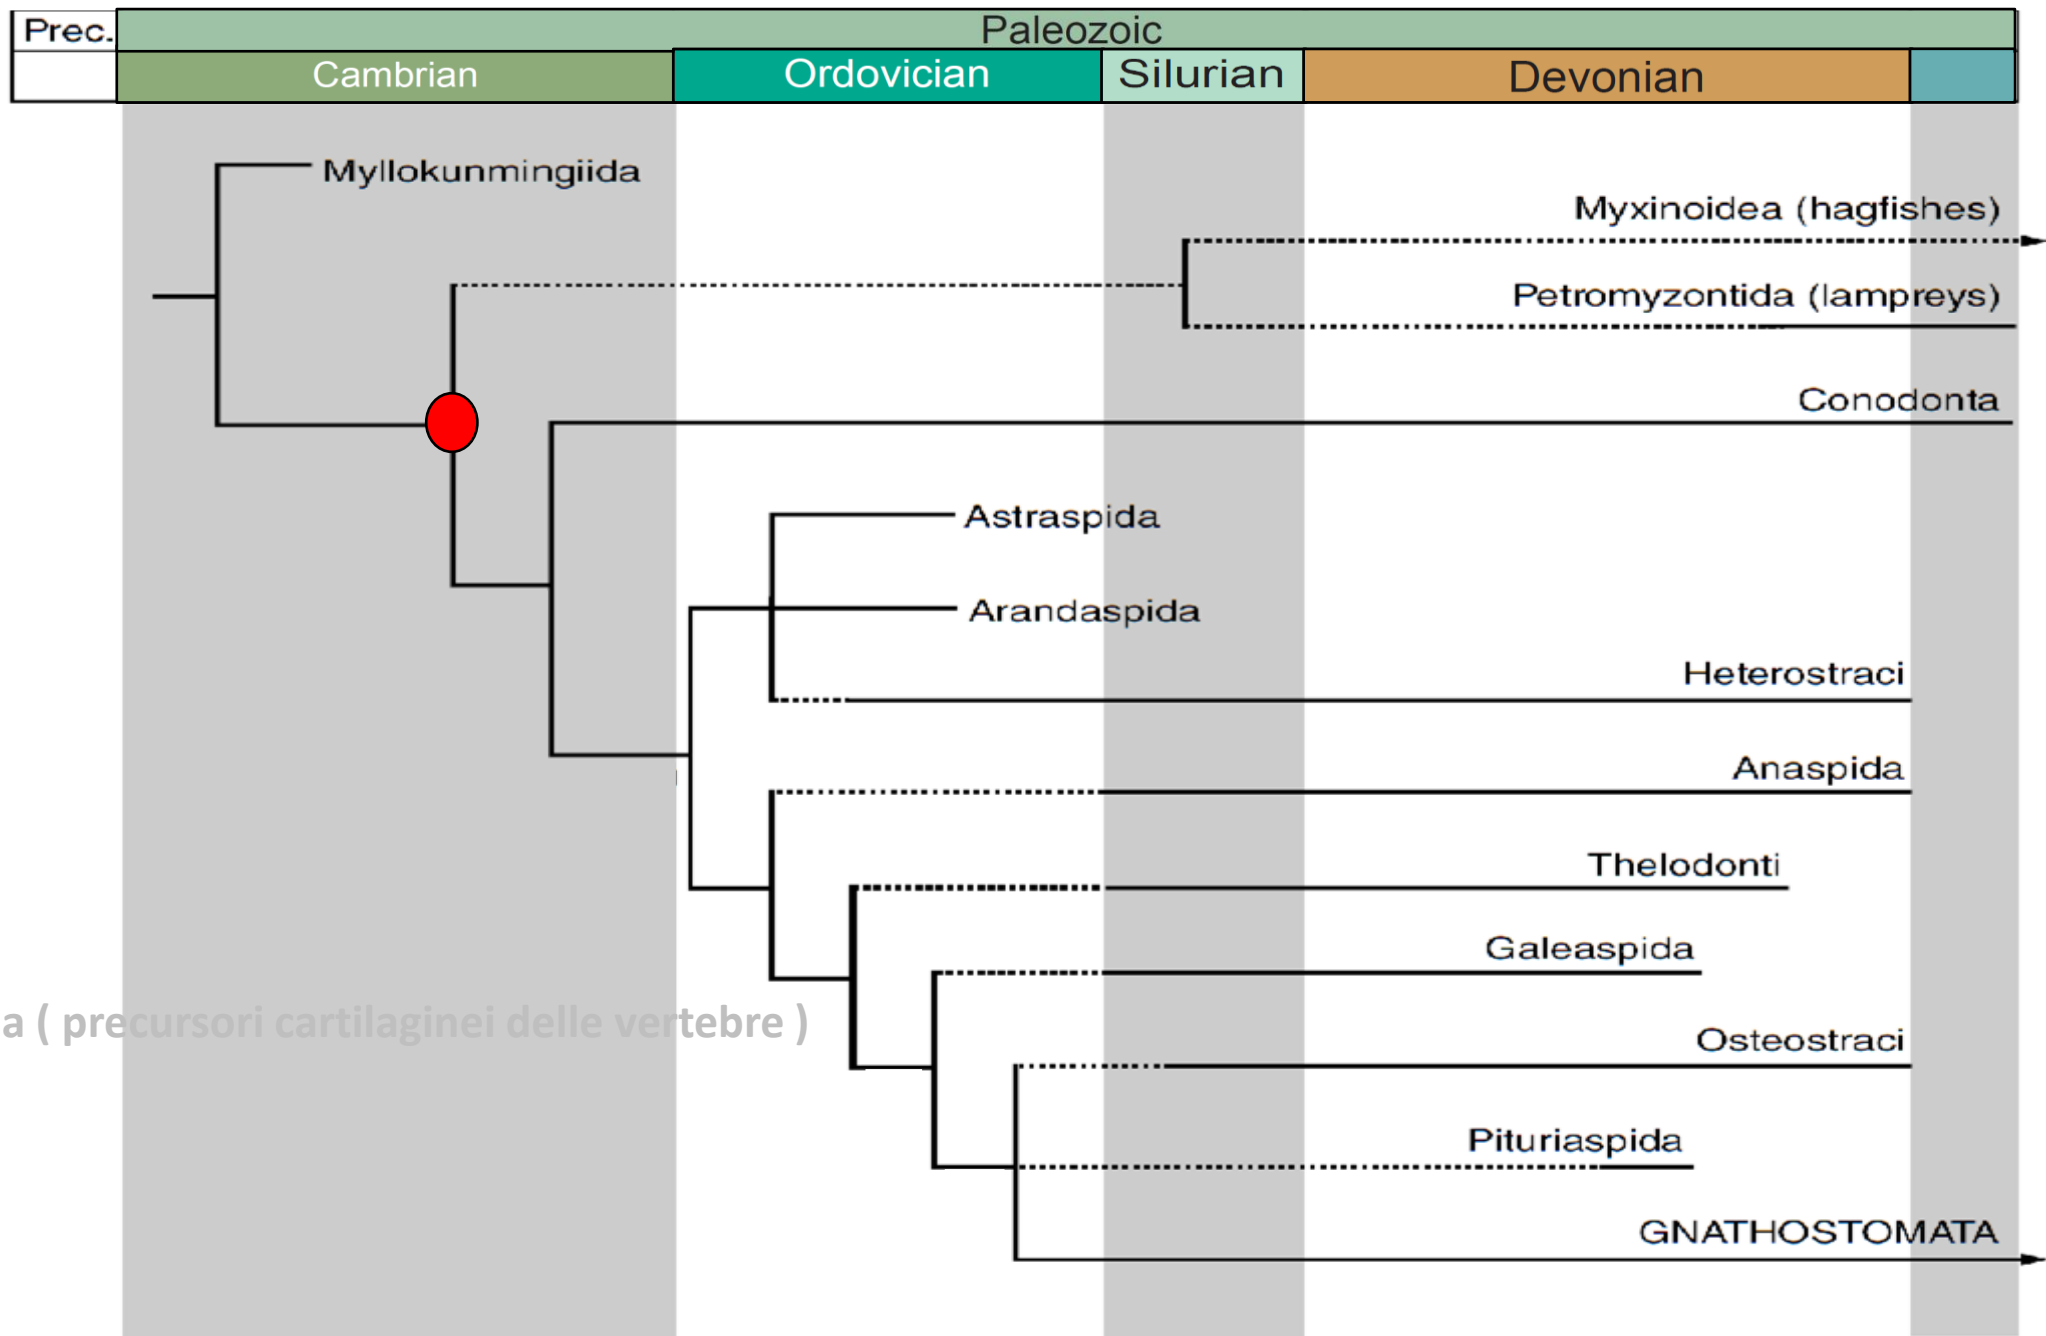 Prec.
Paleozoic
Cambrian
Ordovician
Silurian
Devonian
Myllokunmingiida
Myxinoidea (hagfishes)
Petromyzontida (lampreys)
Conodonta
Astraspida
Arandaspida
Heterostraci
Anaspida
Thelodonti
Galeaspida
a ( precursori cartilaginei delle vertebre )
Osteostraci
Pituriaspida
GNATHOSTOMATA